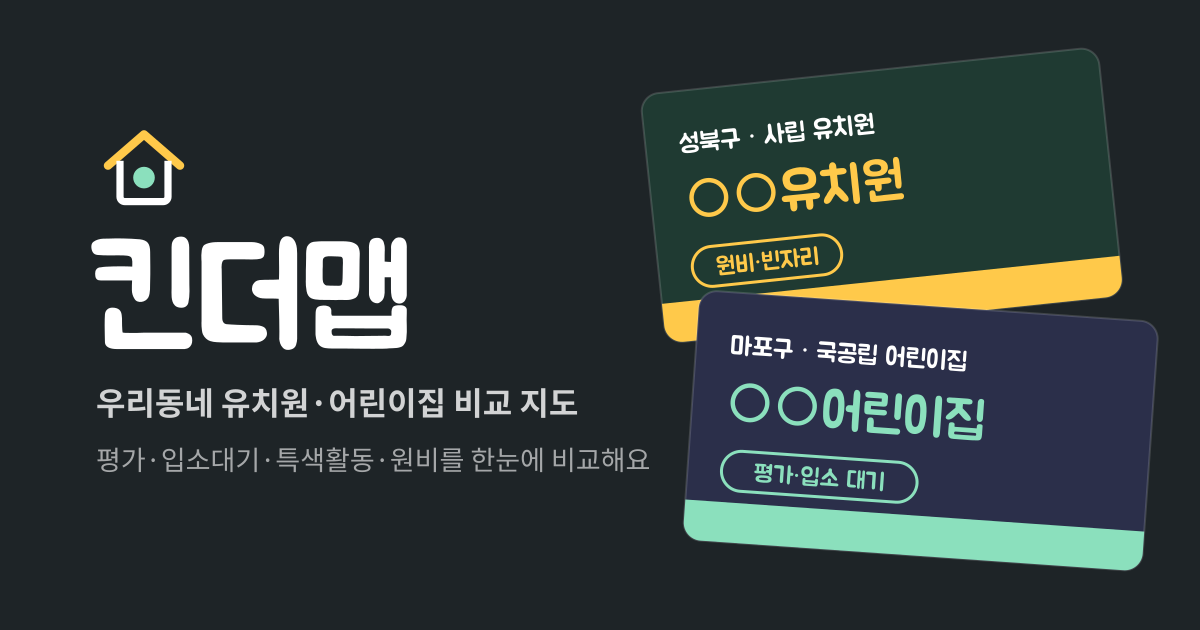 킨더맵
우리동네 유치원·어린이집 비교 지도
평가·입소대기·특색활동·원비를 한눈에 비교해요
성북구 · 사립 유치원
○○유치원
원비·빈자리
마포구 · 국공립 어린이집
○○어린이집
평가·입소 대기